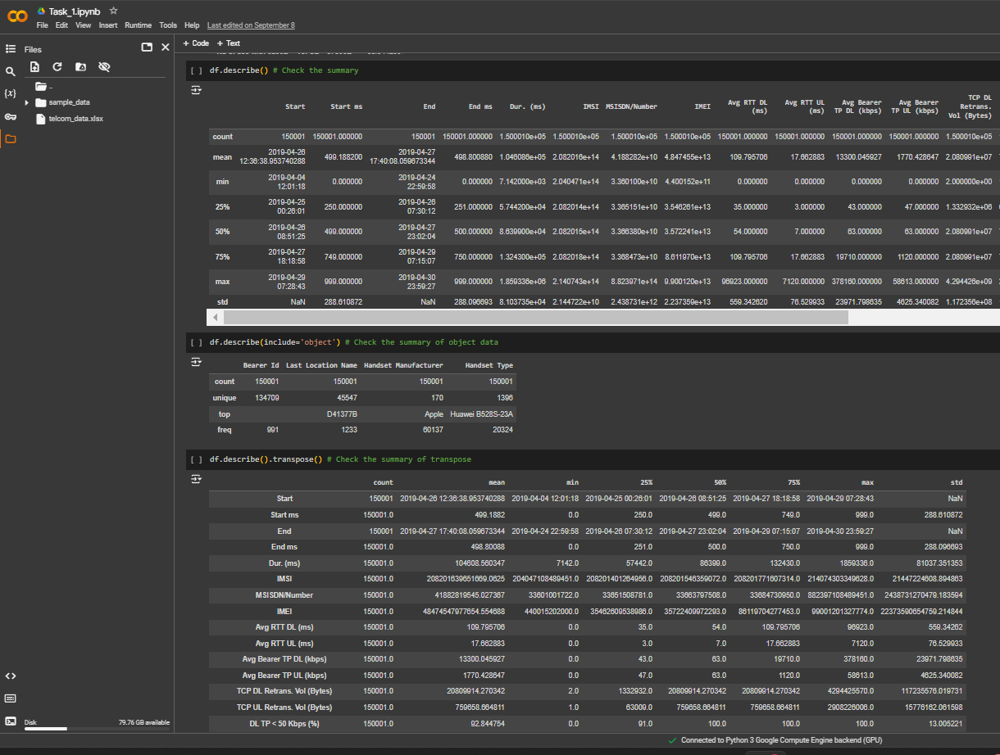 Task_1.ipynb
File Edit View Insert Runtime Tools Help Last edited on September 8
Files
+ Code + Text
..
sample_data
telcom_data.xlsx
{x}
[ ] df.describe() # Check the summary
Start Start ms End End ms Dur. (ms) IMSI MSISDN/Number IMEI Avg RTT DL (ms) Avg RTT UL (ms) Avg Bearer TP DL (kbps) Avg Bearer TP UL (kbps) TCP DL Retrans. Vol (Bytes)
count 150001 150001.000000 150001 150001.000000 1.500010e+05 1.500010e+05 1.500010e+05 1.500010e+05 150001.000000 150001.000000 150001.000000 150001.000000 1.500010e+05
mean 2019-04-26 12:36:38.953740288 499.188200 2019-04-27 17:40:08.059673344 498.800880 1.046086e+05 2.082016e+14 4.188282e+10 4.847455e+13 109.795706 17.662883 13300.045927 1770.428647 2.080991e+07
min 2019-04-04 12:01:18 0.000000 2019-04-24 22:59:58 0.000000 7.142000e+03 2.040471e+14 3.360100e+10 4.400152e+11 0.000000 0.000000 0.000000 0.000000 2.000000e+00
25% 2019-04-25 00:26:01 250.000000 2019-04-26 07:30:12 251.000000 5.744200e+04 2.082014e+14 3.365151e+10 3.546261e+13 35.000000 3.000000 43.000000 47.000000 1.332932e+06
50% 2019-04-26 08:51:25 499.000000 2019-04-27 23:02:04 500.000000 8.639900e+04 2.082015e+14 3.366380e+10 3.572241e+13 54.000000 7.000000 63.000000 63.000000 2.080991e+07
75% 2019-04-27 18:18:58 749.000000 2019-04-29 07:15:07 750.000000 1.324300e+05 2.082018e+14 3.368473e+10 8.611970e+13 109.795706 17.662883 19710.000000 1120.000000 2.080991e+07
max 2019-04-29 07:28:43 999.000000 2019-04-30 23:59:27 999.000000 1.859336e+06 2.140743e+14 8.823971e+14 9.900120e+13 96923.000000 7120.000000 378160.000000 58613.000000 4.294426e+09
std NaN 288.610872 NaN 288.096693 8.103735e+04 2.144722e+10 2.438731e+12 2.237359e+13 559.342620 76.529933 23971.798635 4625.340082 1.172356e+08
[ ] df.describe(include='object') # Check the summary of object data
Bearer Id Last Location Name Handset Manufacturer Handset Type
count 150001 150001 150001 150001
unique 134709 45547 170 1396
top D41377B Apple Huawei B528S-23A
freq 991 1233 60137 20324
[ ] df.describe().transpose() # Check the summary of transpose
count mean min 25% 50% 75% max std
Start 150001 2019-04-26 12:36:38.953740288 2019-04-04 12:01:18 2019-04-25 00:26:01 2019-04-26 08:51:25 2019-04-27 18:18:58 2019-04-29 07:28:43 NaN
Start ms 150001.0 499.1882 0.0 250.0 499.0 749.0 999.0 288.610872
End 150001 2019-04-27 17:40:08.059673344 2019-04-24 22:59:58 2019-04-26 07:30:12 2019-04-27 23:02:04 2019-04-29 07:15:07 2019-04-30 23:59:27 NaN
End ms 150001.0 498.80088 0.0 251.0 500.0 750.0 999.0 288.096693
Dur. (ms) 150001.0 104608.560347 7142.0 57442.0 86399.0 132430.0 1859336.0 81037.351353
IMSI 150001.0 208201639651669.0625 204047108489451.0 208201401264956.0 208201546359072.0 208201771607314.0 214074303349628.0 21447224608.894863
MSISDN/Number 150001.0 41882819545.027367 33601001722.0 33651508781.0 33663797508.0 33684730950.0 882397108489451.0 2438731270479.183594
IMEI 150001.0 48474547977654.554688 440015202000.0 35462609538986.0 35722409972293.0 86119704277453.0 99001201327774.0 22373590654759.214844
Avg RTT DL (ms) 150001.0 109.795706 0.0 35.0 54.0 109.795706 96923.0 559.34262
Avg RTT UL (ms) 150001.0 17.662883 0.0 3.0 7.0 17.662883 7120.0 76.529933
Avg Bearer TP DL (kbps) 150001.0 13300.045927 0.0 43.0 63.0 19710.0 378160.0 23971.798635
Avg Bearer TP UL (kbps) 150001.0 1770.428647 0.0 47.0 63.0 1120.0 58613.0 4625.340082
TCP DL Retrans. Vol (Bytes) 150001.0 20809914.270342 2.0 1332932.0 20809914.270342 20809914.270342 4294425570.0 117235576.019731
TCP UL Retrans. Vol (Bytes) 150001.0 759658.664811 1.0 63009.0 759658.664811 759658.664811 2908226006.0 15776162.061598
DL TP < 50 Kbps (%) 150001.0 92.844754 0.0 91.0 100.0 100.0 100.0 13.005221
Disk 79.76 GB available
Connected to Python 3 Google Compute Engine backend (GPU)